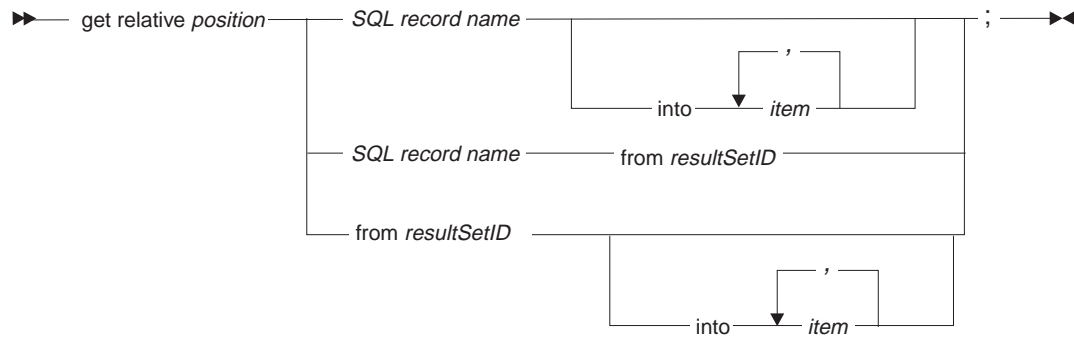 get relative position SQL record name ;
,
into item
SQL record name from resultSetID
from resultSetID
,
into item